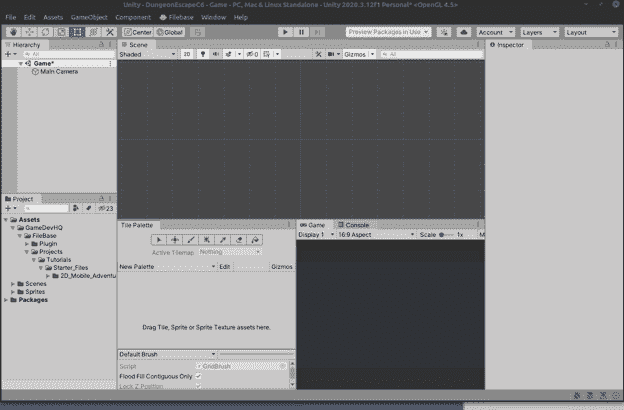 Unity - DungeonEscapeC6 - Game - PC, Mac & Linux Standalone - Unity 2020.3.12f1 Personal* <OpenGL 4.5>
File Edit Assets GameObject Component Filebase Window Help
Center Global Preview Packages in Use Account Layers Layout
Hierarchy Scene Inspector
All
Shaded 2D 0 Gizmos All
Game*
Main Camera
Project
23
Assets
GameDevHQ
FileBase
Plugin
Projects
Tutorials
Starter_Files
2D_Mobile_Adventu
Scenes
Sprites
Packages
Tile Palette
Active Tilemap Nothing
New Palette Edit Gizmos
Drag Tile, Sprite or Sprite Texture assets here.
Default Brush
Script GridBrush
Flood Fill Contiguous Only
Lock Z Position
Game Console
Display 1 16:9 Aspect Scale 1x M